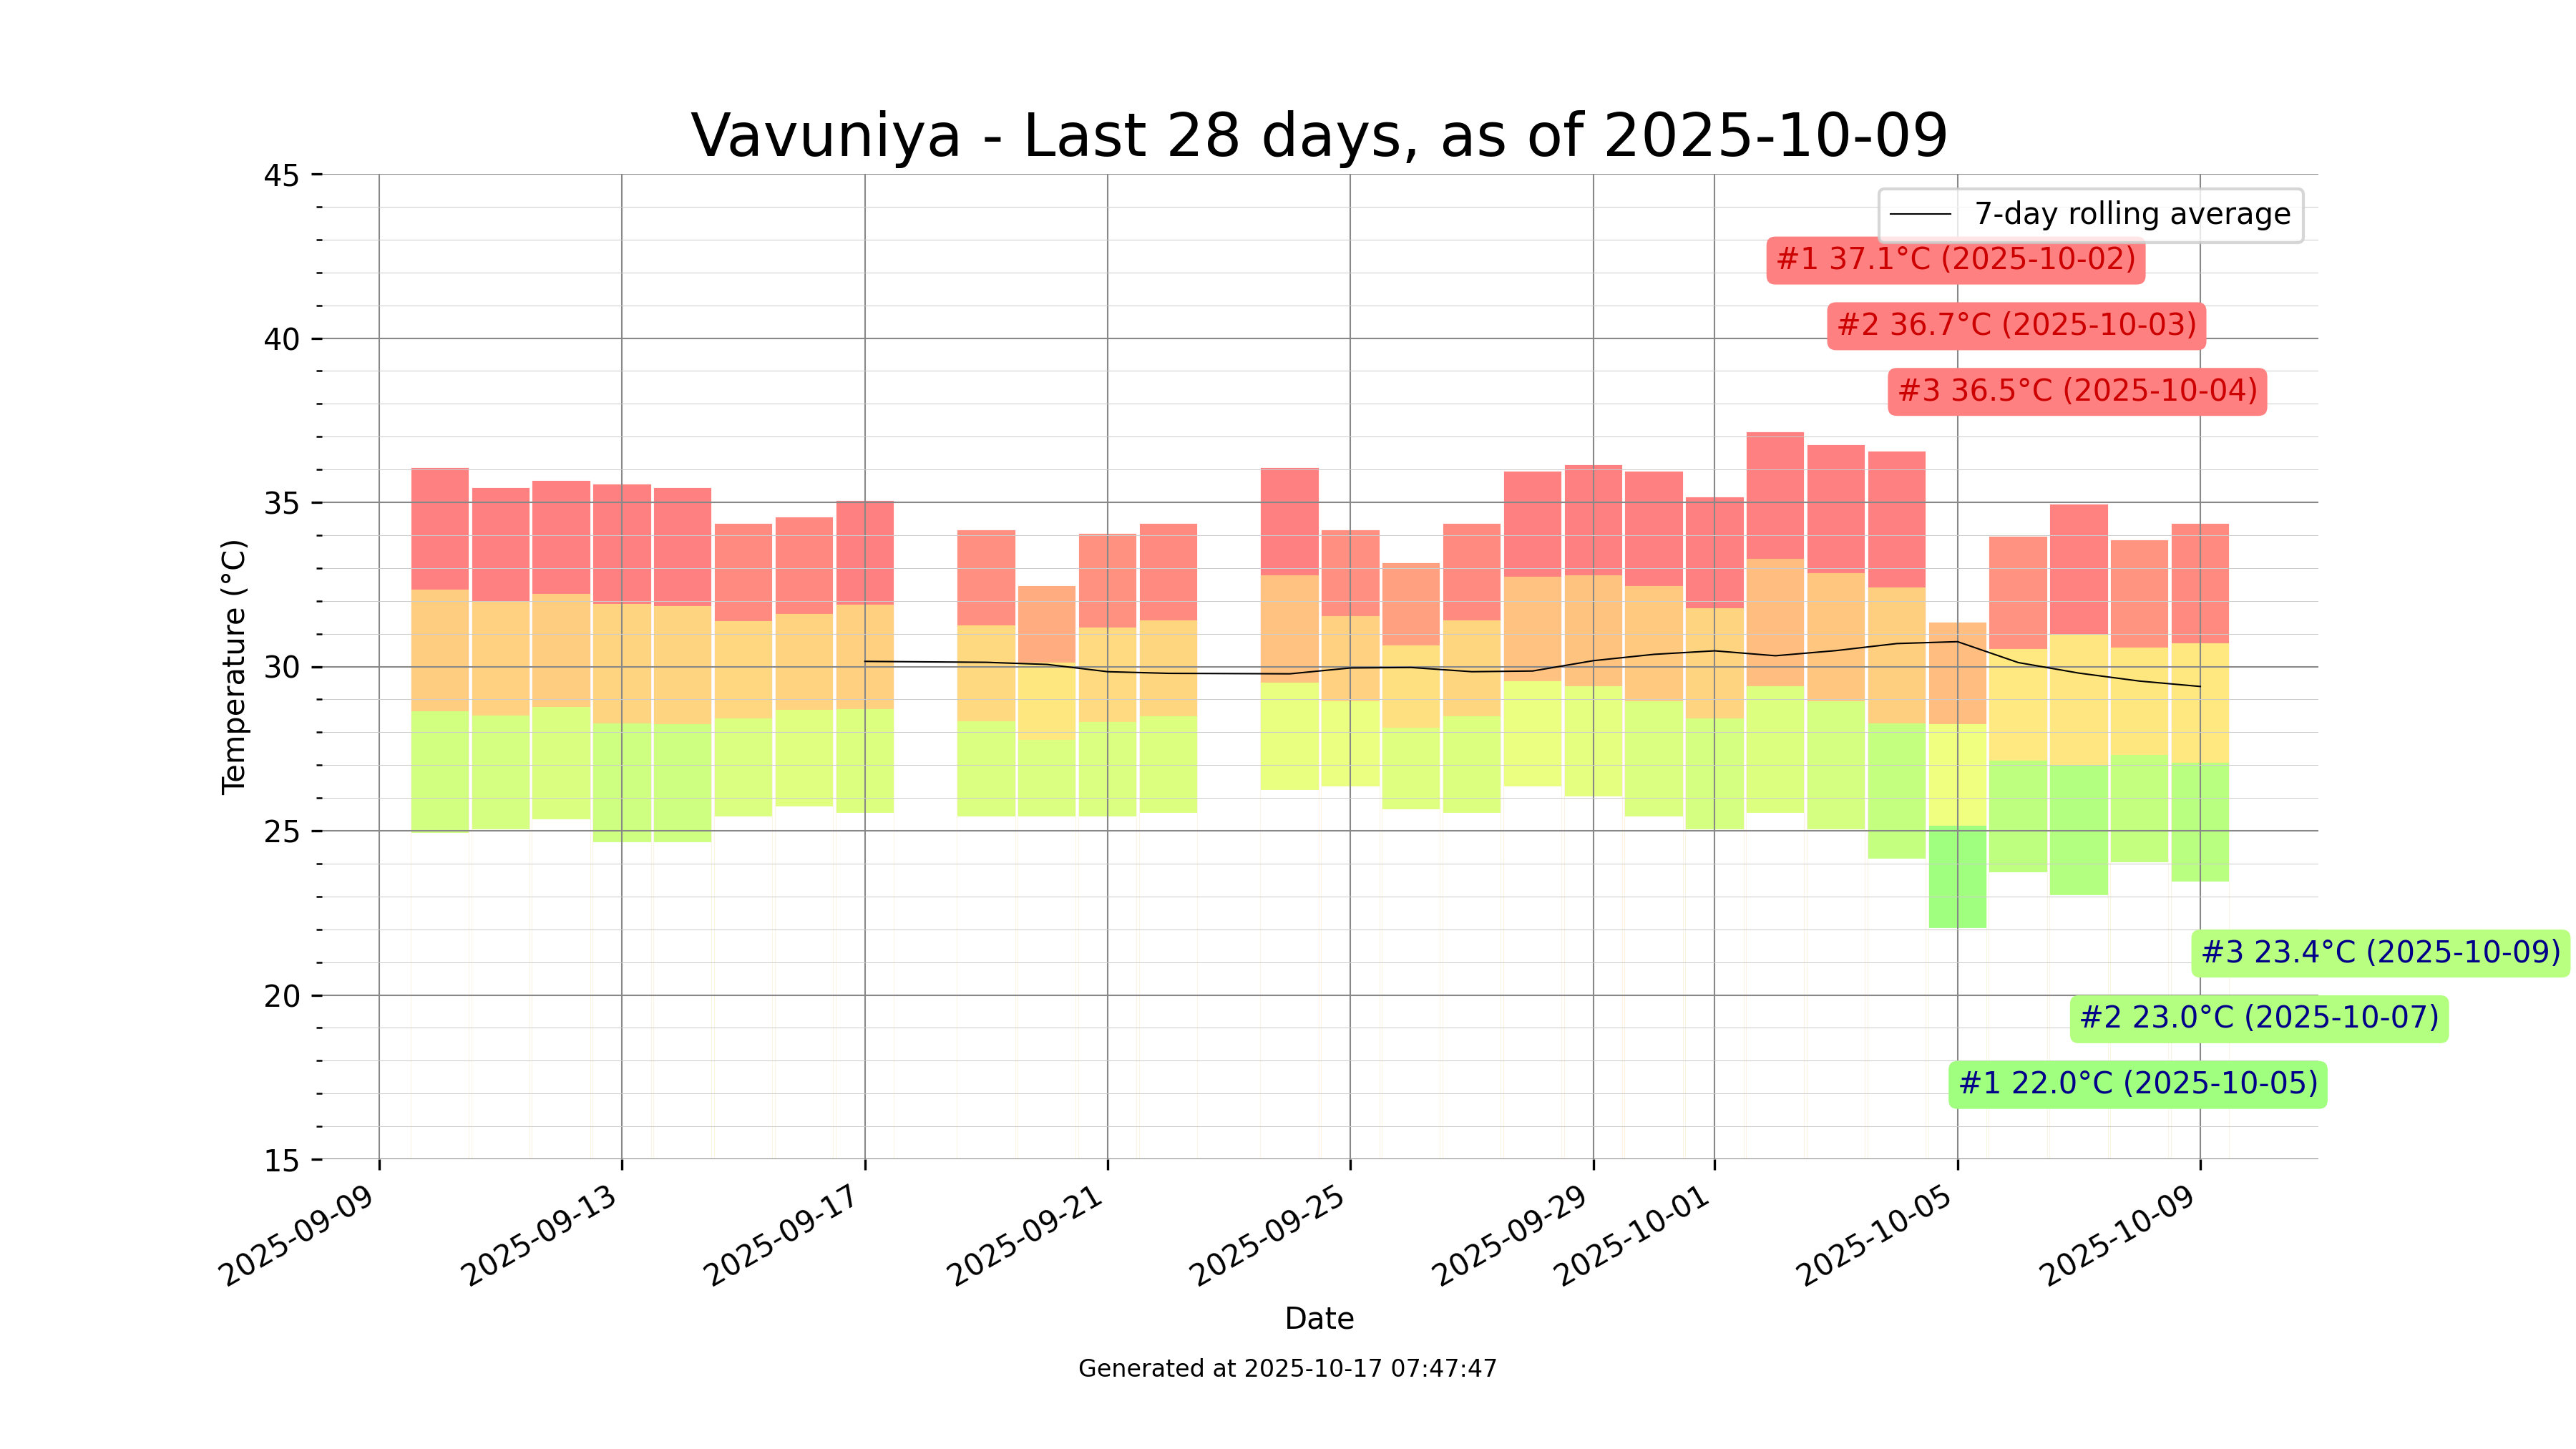 Vavuniya - Last 28 days, as of 2025-10-09
45
40
35
30
25
20
15
Temperature (°C)
7-day rolling average
#1 37.1°C (2025-10-02)
#2 36.7°C (2025-10-03)
#3 36.5°C (2025-10-04)
#3 23.4°C (2025-10-09)
#2 23.0°C (2025-10-07)
#1 22.0°C (2025-10-05)
2025-09-09
2025-09-13
2025-09-17
2025-09-21
2025-09-25
2025-09-29
2025-10-01
2025-10-05
2025-10-09
Date
Generated at 2025-10-17 07:47:47